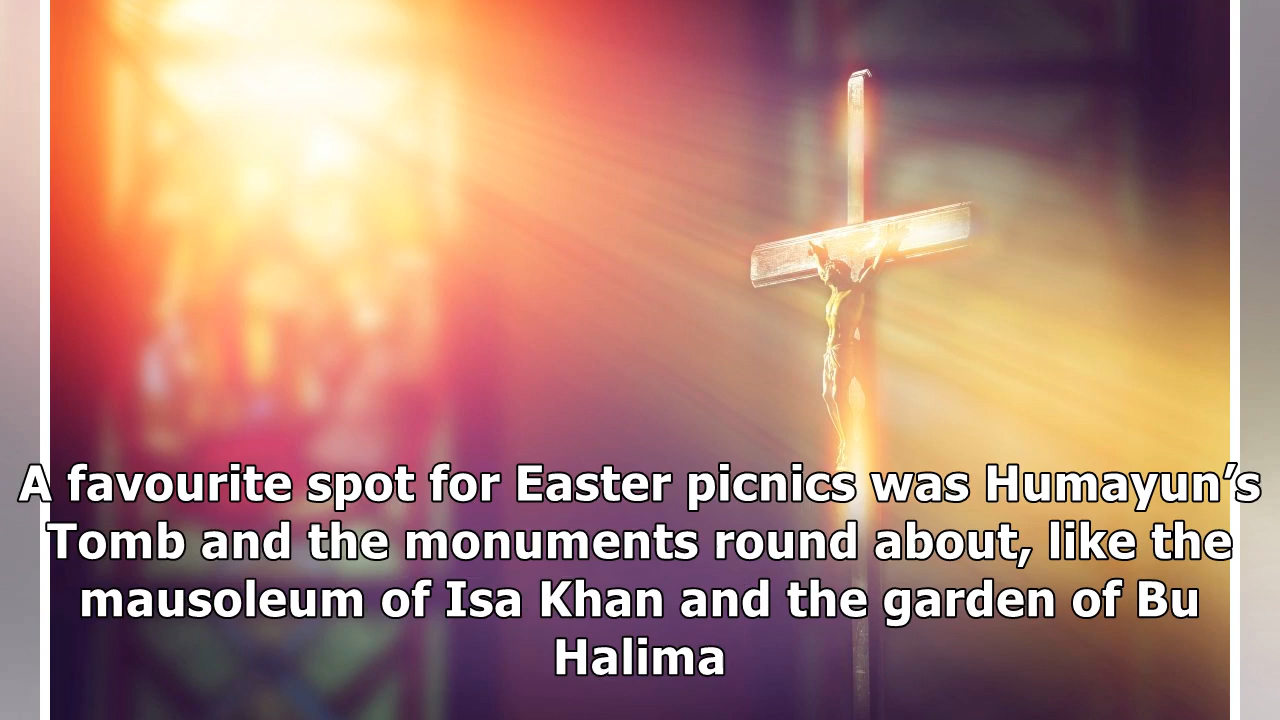 A favourite spot for Easter picnics was Humayun’s
Tomb and the monuments round about, like the
mausoleum of Isa Khan and the garden of Bu
Halima